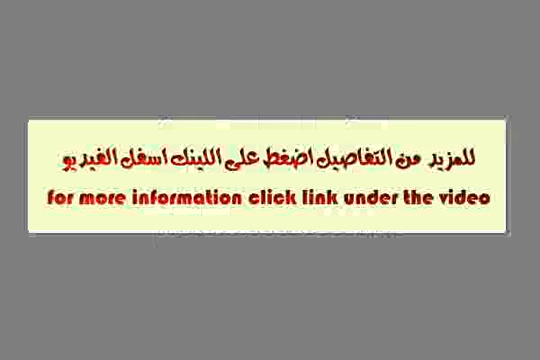 للمزيد من التفاصيل اضغط على اللينك اسفل الفيديو
for more information click link under the video